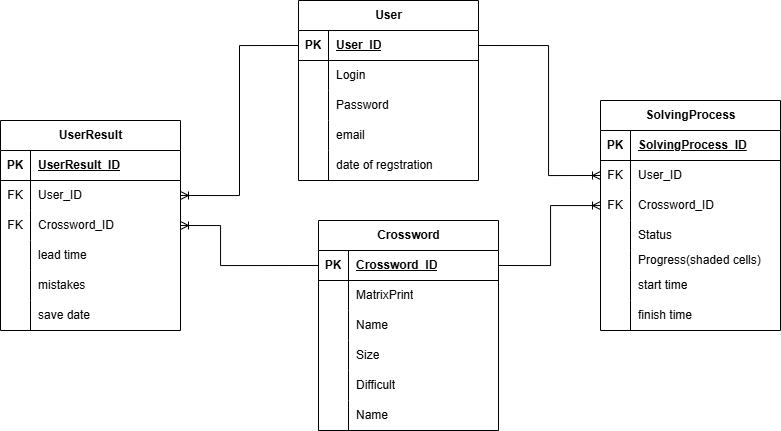 User
PK User_ID
Login
Password
email
date of regstration
UserResult
PK UserResult_ID
FK User_ID
FK Crossword_ID
lead time
mistakes
save date
Crossword
PK Crossword_ID
MatrixPrint
Name
Size
Difficult
Name
SolvingProcess
PK SolvingProcess_ID
FK User_ID
FK Crossword_ID
Status
Progress(shaded cells)
start time
finish time